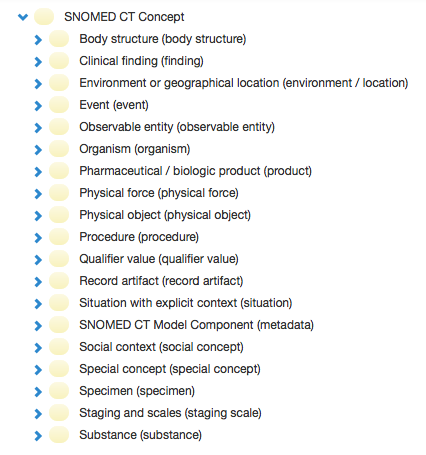 SNOMED CT Concept
Body structure (body structure)
Clinical finding (finding)
Environment or geographical location (environment / location)
Event (event)
Observable entity (observable entity)
Organism (organism)
Pharmaceutical / biologic product (product)
Physical force (physical force)
Physical object (physical object)
Procedure (procedure)
Qualifier value (qualifier value)
Record artifact (record artifact)
Situation with explicit context (situation)
SNOMED CT Model Component (metadata)
Social context (social concept)
Special concept (special concept)
Specimen (specimen)
Staging and scales (staging scale)
Substance (substance)